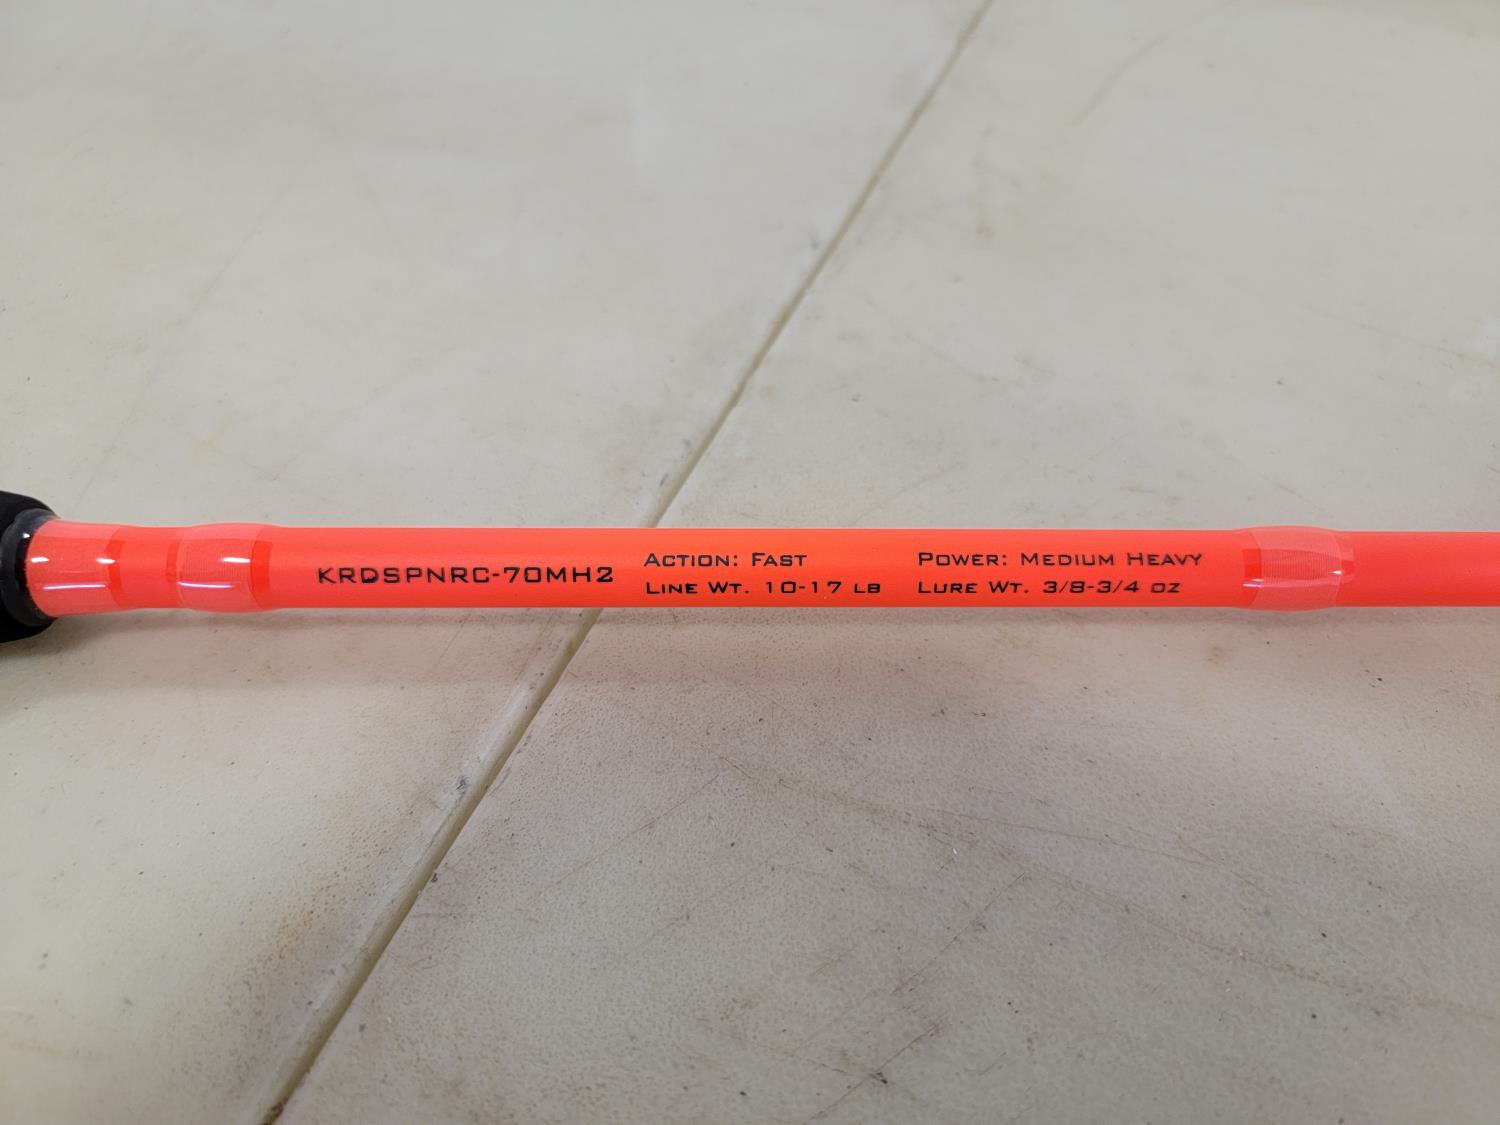 KRDSPNRC-70MH2
Action: Fast
Line Wt. 10-17 lb
Power: Medium Heavy
Lure Wt. 3/8-3/4 oz